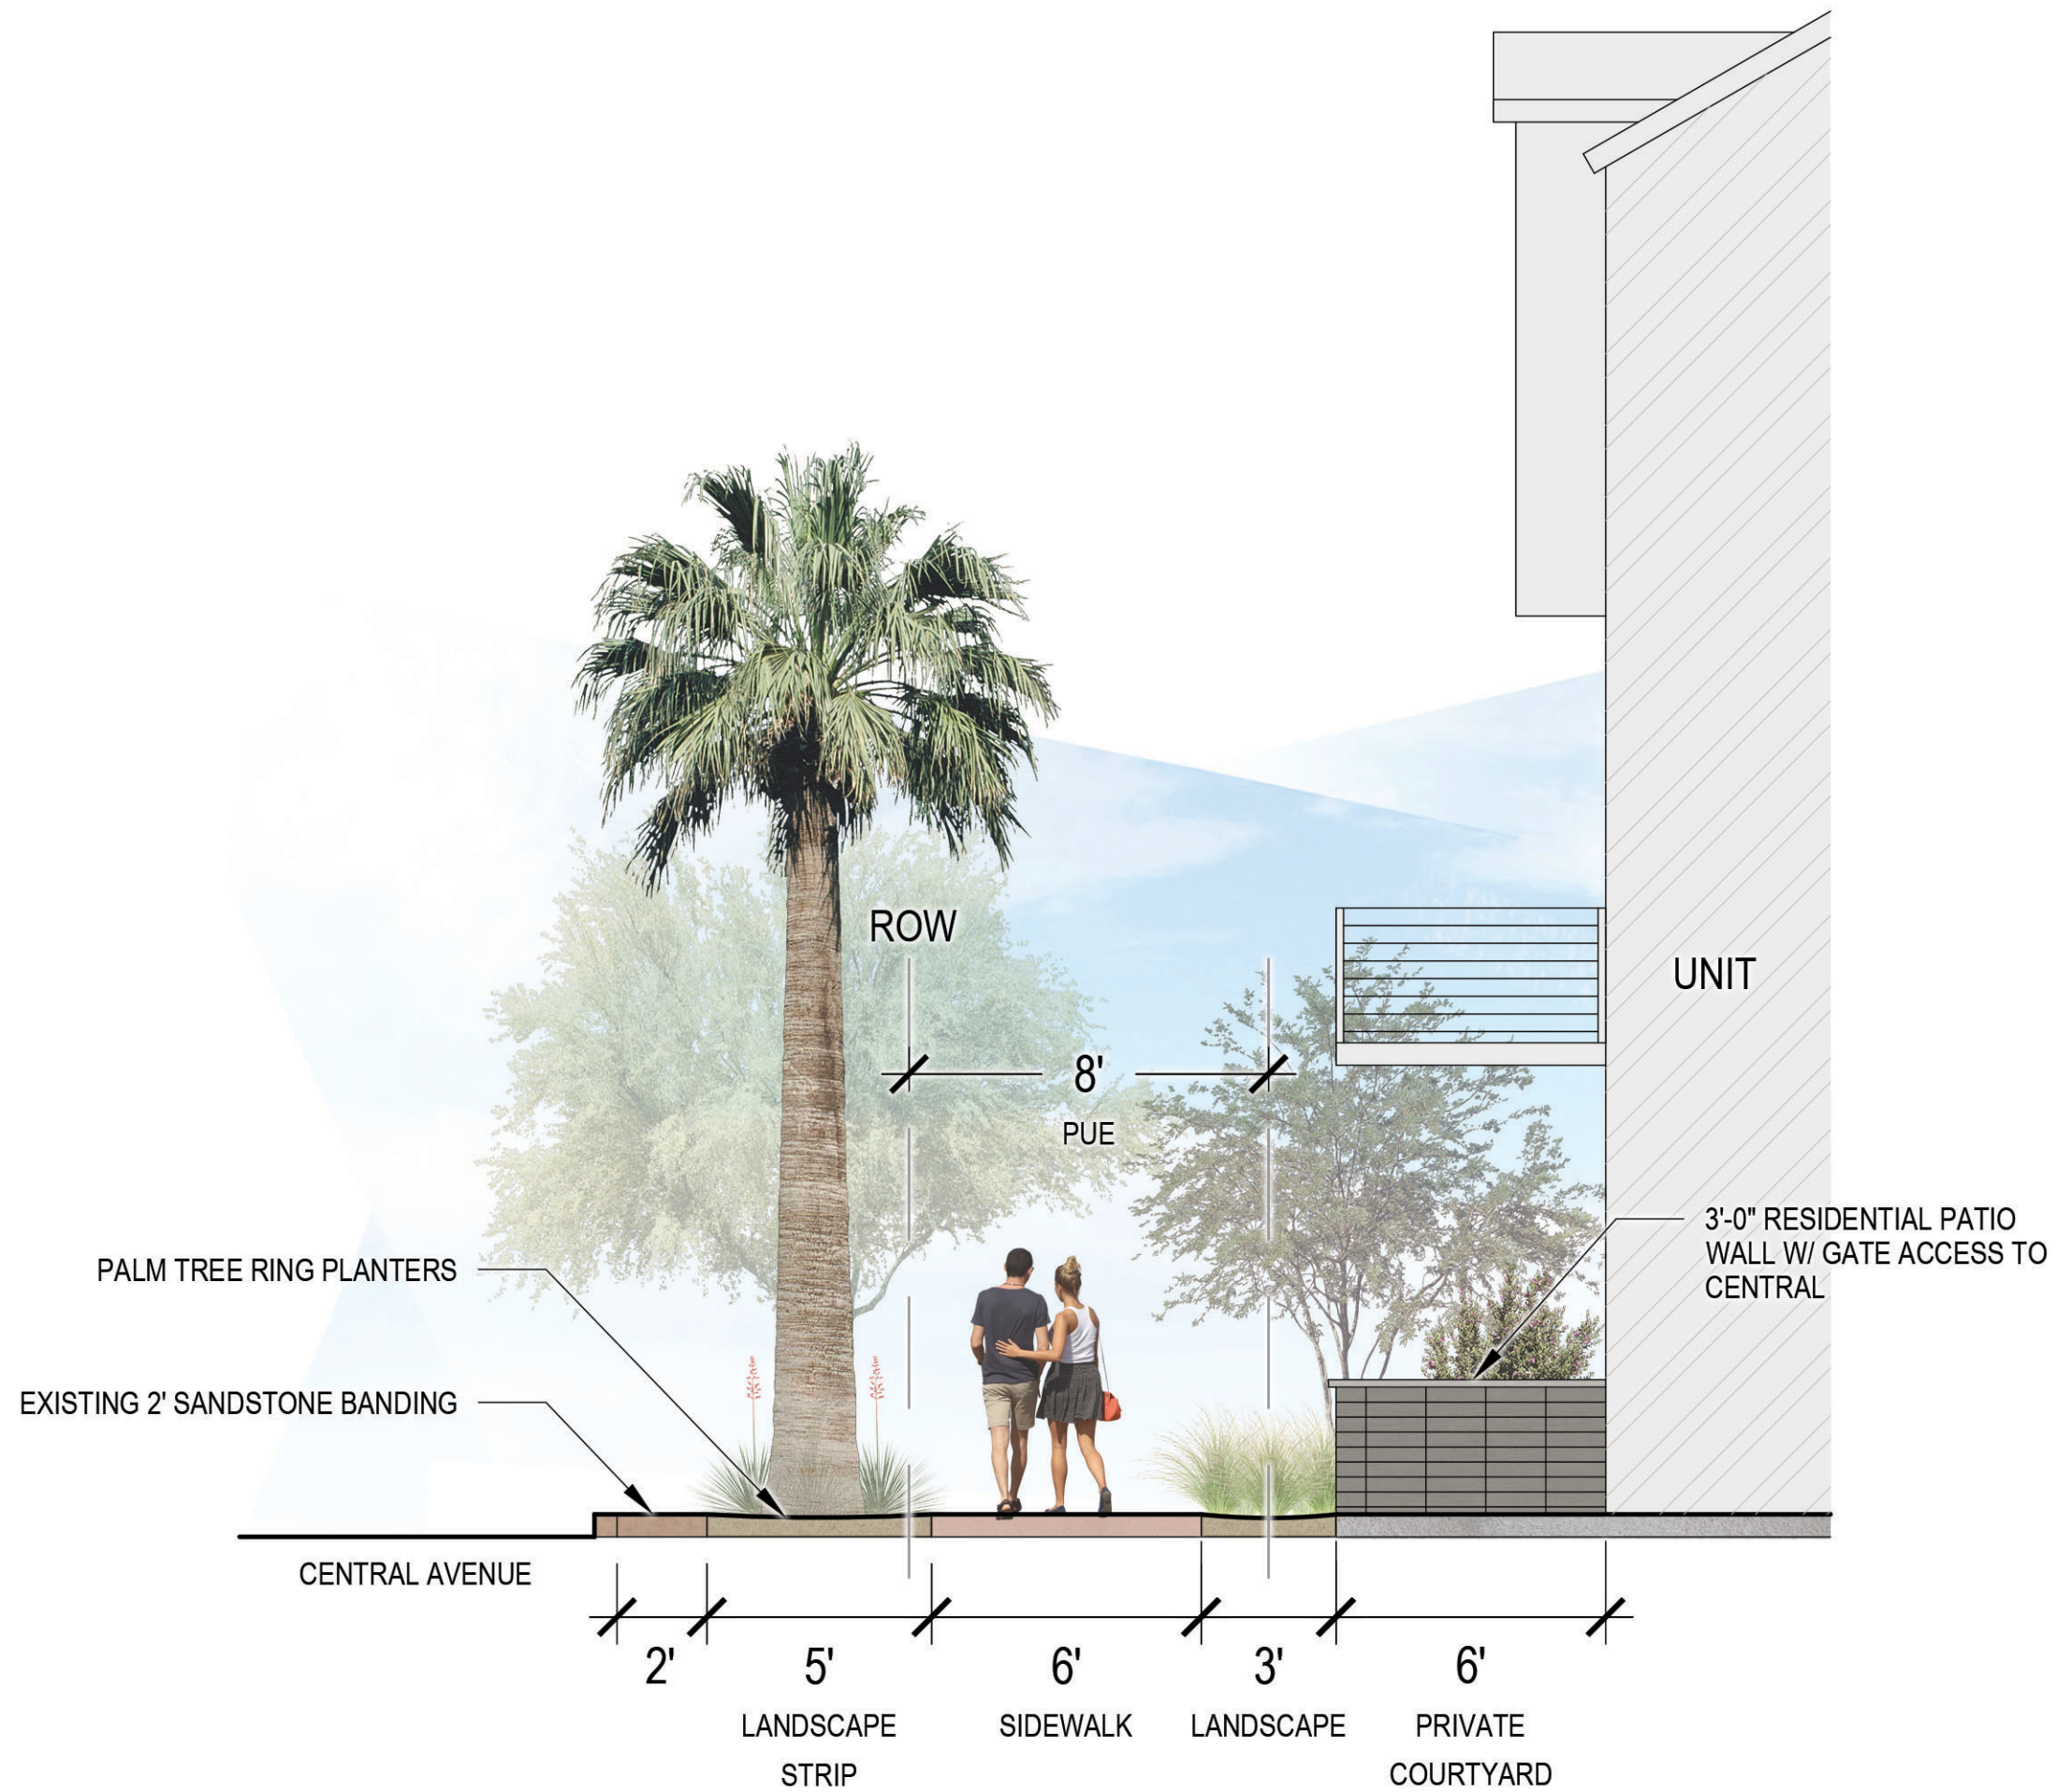 ROW
UNIT
8'
PUE
3'-0" RESIDENTIAL PATIO
WALL W/ GATE ACCESS TO
CENTRAL
PALM TREE RING PLANTERS
EXISTING 2' SANDSTONE BANDING
CENTRAL AVENUE
2'
5'
LANDSCAPE
STRIP
6'
SIDEWALK
3'
LANDSCAPE
6'
PRIVATE
COURTYARD